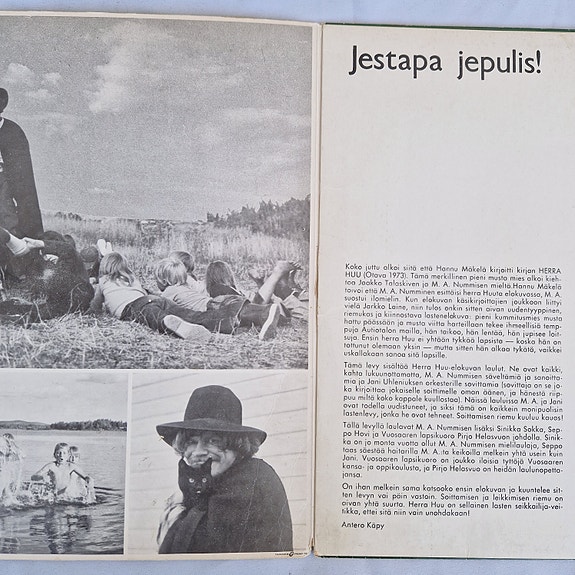 Jestapa jepulis!
Koko juttu alkoi siitä että Hannu Mäkelä kirjoitti kirjan HERRA
HUU (Otava 1973). Tämä merkillinen pieni musta mies alkoi kieh-
toa Jaakko Talaskiven ja M. A. Nummisen mieltä. Hannu Mäkelä
toivoi että M. A. Numminen esittäisi herra Huuta elokuvassa, M. A.
suostui ilomielin. Kun elokuvan käsikirjoittajien joukkoon liittyi
vielä Jarkko Laine, niin tulos onkin sitten aivan uudentyyppinen,
riemukas ja kiinnostava lastenelokuva: pieni kummitusmies musta
hattu päässään ja musta viitta harteillaan tekee ihmeellisiä temp-
puja Autiotalon mailla, hän taikoo, hän lentää, hän jupisee loit-
suja. Ensin herra Huu ei yhtään tykkää lapsista — koska hän on
tottunut olemaan yksin — mutta sitten hän alkaa tykätä, vaikkei
uskallakaan sanoa sitä lapsille.
Tämä levy sisältää Herra Huu-elokuvan laulut. Ne ovat kaikki,
kahta lukuunottamatta, M. A. Nummisen säveltämiä ja sanoitta-
mia ja Jani Uhleniuksen orkesterille sovittamia (sovittaja on se jo-
ka kirjoittaa jokaiselle soittimelle oman äänen, ja hänestä riip-
puu miltä koko kappale kuullostaa). Näissä lauluissa M. A. ja Jani
ovat todella uudistuneet, ja siksi tämä on kaikkein monipuolisin
lastenlevy, jonka he ovat tehneet. Soittamisen riemu kuuluu kauas!
Tällä levyllä laulavat M. A. Nummisen lisäksi Sinikka Sokka, Sep-
po Hovi ja Vuosaaren lapsikuoro Pirjo Helasvuon johdolla. Sinik-
ka on jo monta vuotta ollut M. A. Nummisen mielilaulaja, Seppo
taas säestää haitarilla M. A.:ta keikoilla melkein yhtä usein kuin
Jani. Vuosaaren lapsikuoro on joukko iloisia tyttöjä Vuosaaren
kansa- ja oppikoulusta, ja Pirjo Helasvuo on heidän laulunopetta-
jansa.
On ihan melkein sama katsooko ensin elokuvan ja kuuntelee sit-
ten levyn vai päin vastoin. Soittamisen ja leikkimisen riemu on
aivan yhtä suurta. Herra Huu on sellainen lasten seikkailija-vei-
tikka, ettei sitä niin vain unohdakaan!
Antero Käpy